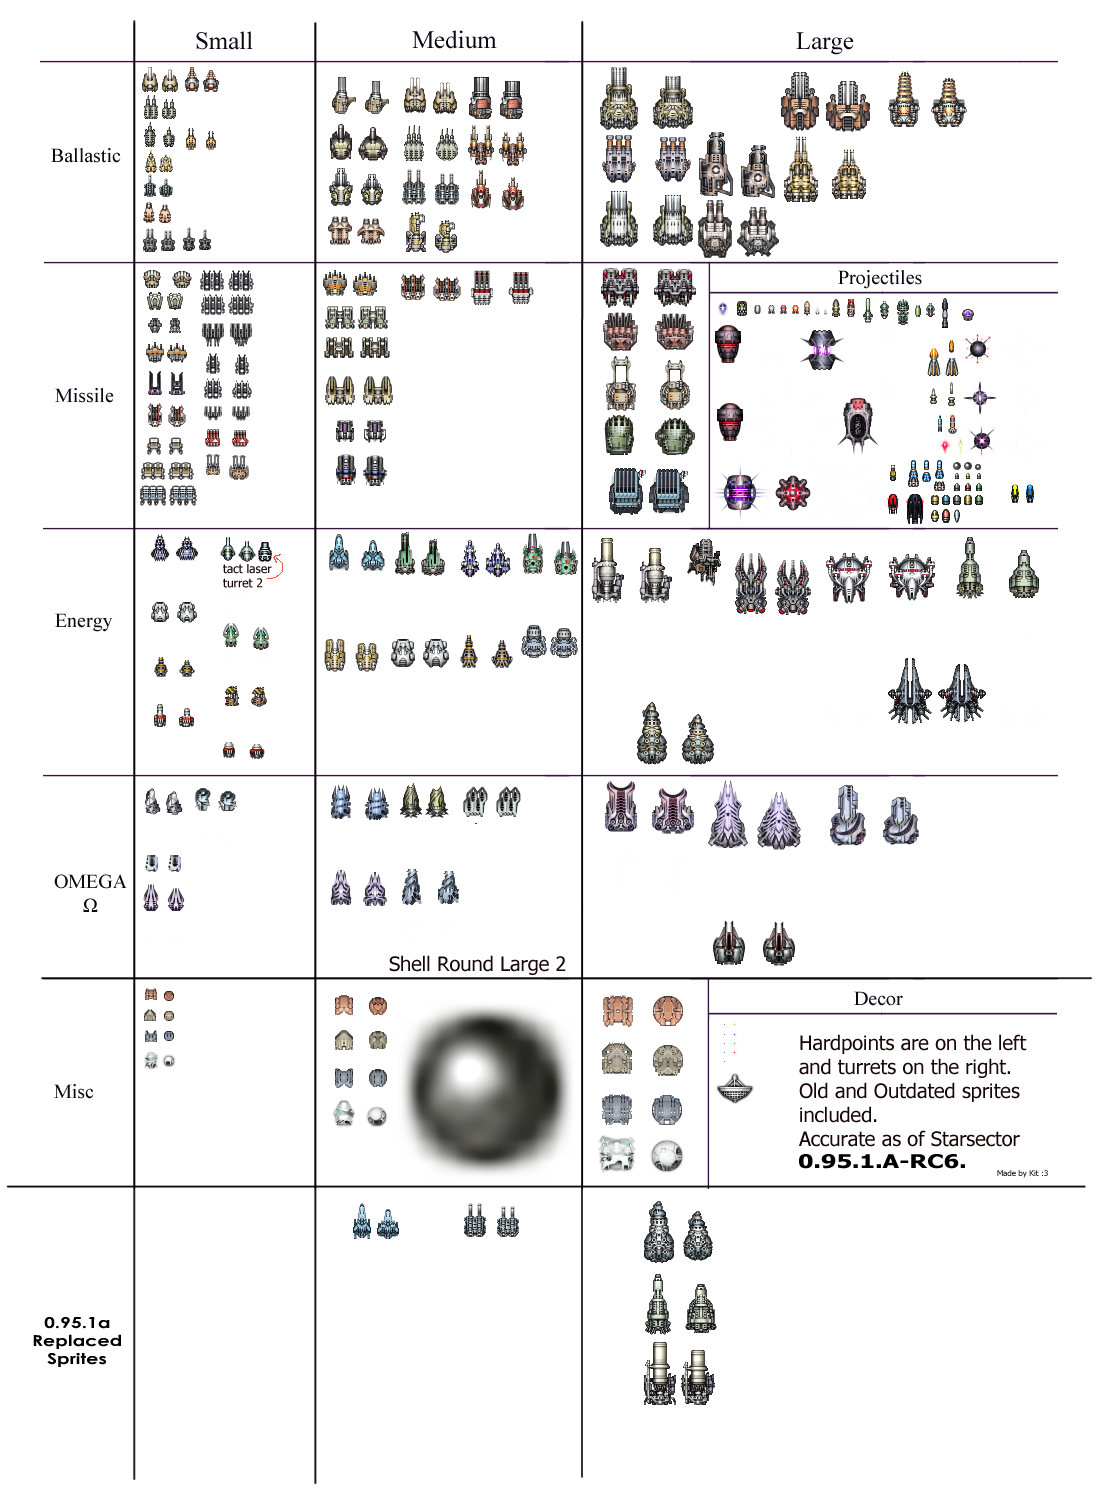 Small
Medium
Large
Ballastic
Missile
Projectiles
Energy
tact laser
turret 2
OMEGA
Ω
Shell Round Large 2
Misc
Decor
Hardpoints are on the left
and turrets on the right.
Old and Outdated sprites
included.
Accurate as of Starsector
0.95.1.A-RC6.
Made by Kit :3
0.95.1a
Replaced
Sprites